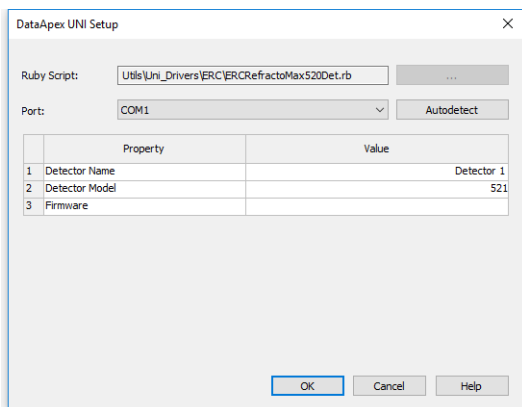 DataApex UNI Setup
Ruby Script: Utils\Uni_Drivers\ERC\ERCRefractoMax520Det.rb ...
Port: COM1 Autodetect
Property Value
1 Detector Name Detector 1
2 Detector Model 521
3 Firmware
OK Cancel Help